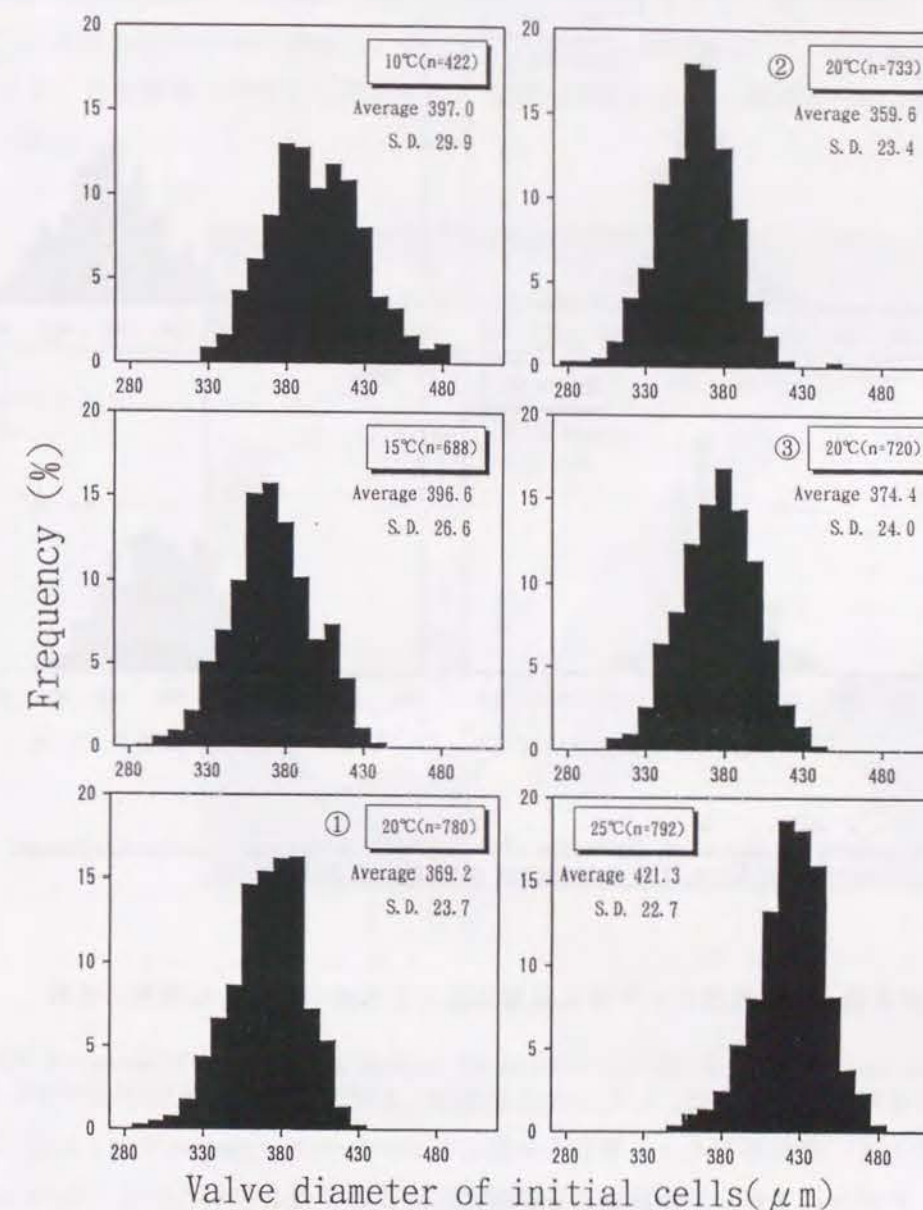 20
15
10
5
0
10℃(n=422)
Average 397.0
S.D. 29.9
280 330 380 430 480
20
15
10
5
0
② 20℃(n=733)
Average 359.6
S.D. 23.4
280 330 380 430 480
20
15
10
5
0
15℃(n=688)
Average 396.6
S.D. 26.6
280 330 380 430 480
20
15
10
5
0
③ 20℃(n=720)
Average 374.4
S.D. 24.0
280 330 380 430 480
20
15
10
5
0
① 20℃(n=780)
Average 369.2
S.D. 23.7
280 330 380 430 480
20
15
10
5
0
25℃(n=792)
Average 421.3
S.D. 22.7
280 330 380 430 480
Frequency (%)
Valve diameter of initial cells(μm)